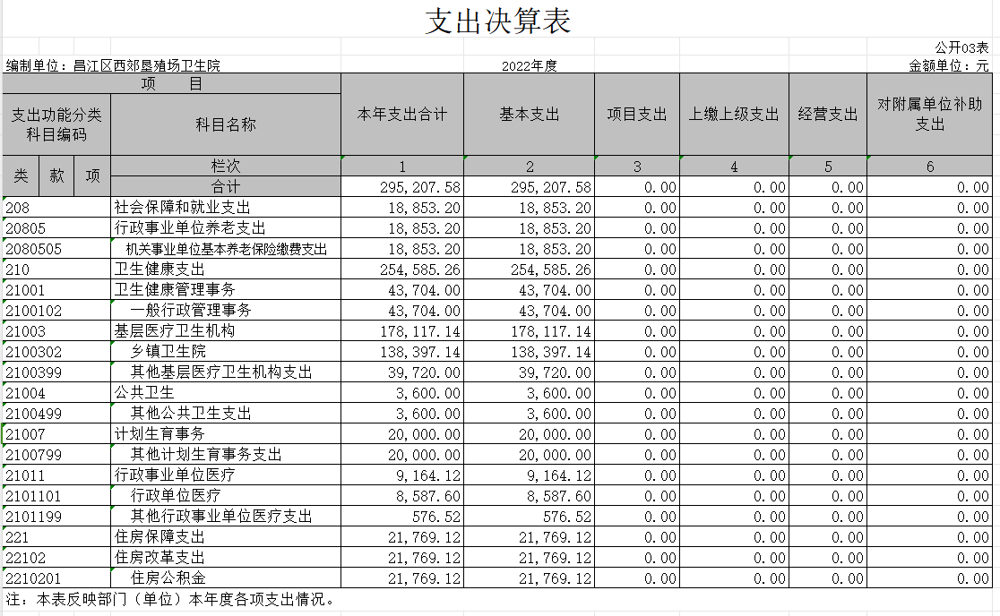 支出决算表
公开03表
编制单位：昌江区西郊垦殖场卫生院 2022年度 金额单位：元
项 目 本年支出合计 基本支出 项目支出 上缴上级支出 经营支出 对附属单位补助支出
支出功能分类科目编码 科目名称
类 款 项 栏次 1 2 3 4 5 6
合计 295,207.58 295,207.58 0.00 0.00 0.00 0.00
208 社会保障和就业支出 18,853.20 18,853.20 0.00 0.00 0.00 0.00
20805 行政事业单位养老支出 18,853.20 18,853.20 0.00 0.00 0.00 0.00
2080505 机关事业单位基本养老保险缴费支出 18,853.20 18,853.20 0.00 0.00 0.00 0.00
210 卫生健康支出 254,585.26 254,585.26 0.00 0.00 0.00 0.00
21001 卫生健康管理事务 43,704.00 43,704.00 0.00 0.00 0.00 0.00
2100102 一般行政管理事务 43,704.00 43,704.00 0.00 0.00 0.00 0.00
21003 基层医疗卫生机构 178,117.14 178,117.14 0.00 0.00 0.00 0.00
2100302 乡镇卫生院 138,397.14 138,397.14 0.00 0.00 0.00 0.00
2100399 其他基层医疗卫生机构支出 39,720.00 39,720.00 0.00 0.00 0.00 0.00
21004 公共卫生 3,600.00 3,600.00 0.00 0.00 0.00 0.00
2100499 其他公共卫生支出 3,600.00 3,600.00 0.00 0.00 0.00 0.00
21007 计划生育事务 20,000.00 20,000.00 0.00 0.00 0.00 0.00
2100799 其他计划生育事务支出 20,000.00 20,000.00 0.00 0.00 0.00 0.00
21011 行政事业单位医疗 9,164.12 9,164.12 0.00 0.00 0.00 0.00
2101101 行政单位医疗 8,587.60 8,587.60 0.00 0.00 0.00 0.00
2101199 其他行政事业单位医疗支出 576.52 576.52 0.00 0.00 0.00 0.00
221 住房保障支出 21,769.12 21,769.12 0.00 0.00 0.00 0.00
22102 住房改革支出 21,769.12 21,769.12 0.00 0.00 0.00 0.00
2210201 住房公积金 21,769.12 21,769.12 0.00 0.00 0.00 0.00
注：本表反映部门（单位）本年度各项支出情况。